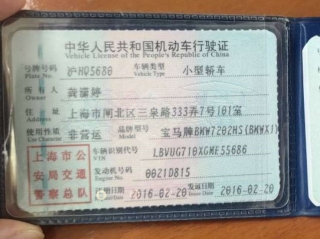 中华人民共和国机动车行驶证
Vehicle License of the People's Republic of China
号牌号码 沪HQ5680 车辆类型 小型轿车
Plate No. Vehicle Type
所有人 龚潇婷
Owner
住址 上海市闸北区三泉路333弄7号101室
Address
使用性质 非营运 品牌型号 宝马牌BMW7202HS(BMWX1)
Use Character Model
上海市公 车辆识别代号 LBVUG710XGME55686
安局交通 VIN
警察总队 发动机号码 00210815
Engine No.
注册日期 2016-02-20 发证日期 2016-02-20